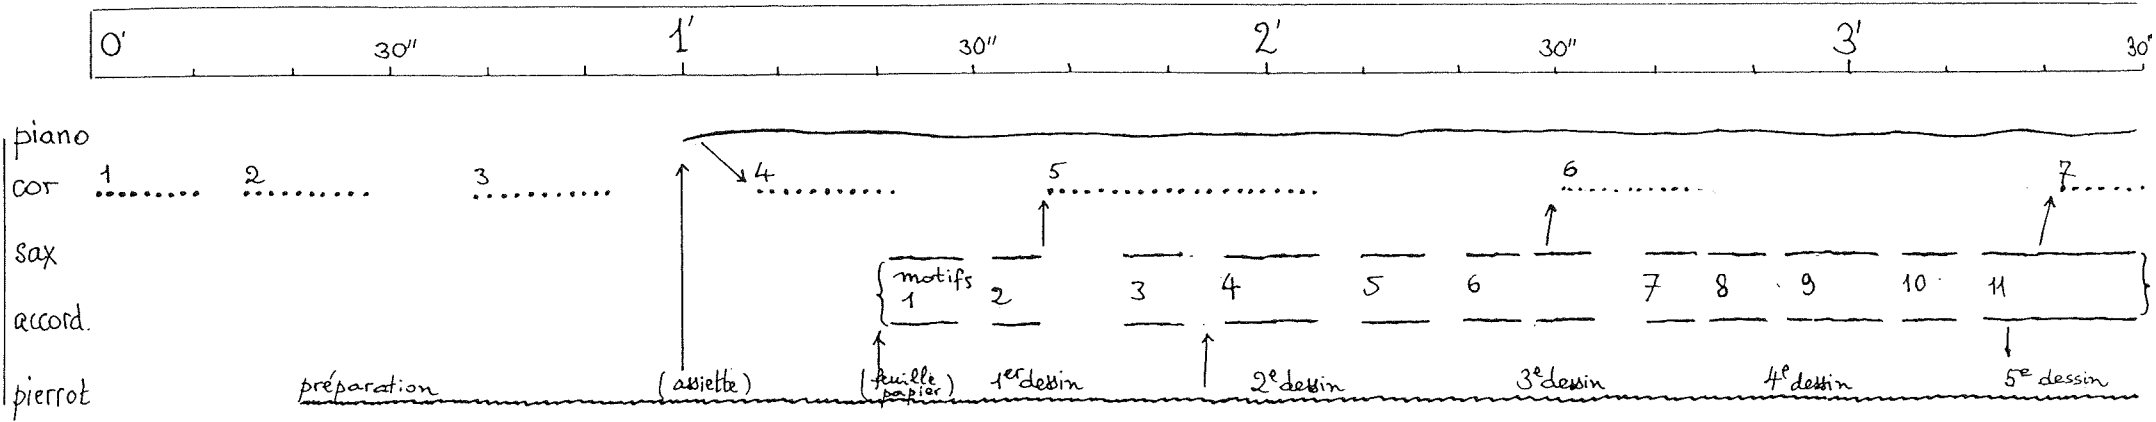 0' 30" 1' 30" 2' 30" 3' 30"
piano
1 2 3 4 5 6 7
cor
sax
motifs
1 2 3 4 5 6 7 8 9 10 11
accord.
préparation (assiette) (feuille papier) 1er dessin 2e dessin 3e dessin 4e dessin 5e dessin
pierrot